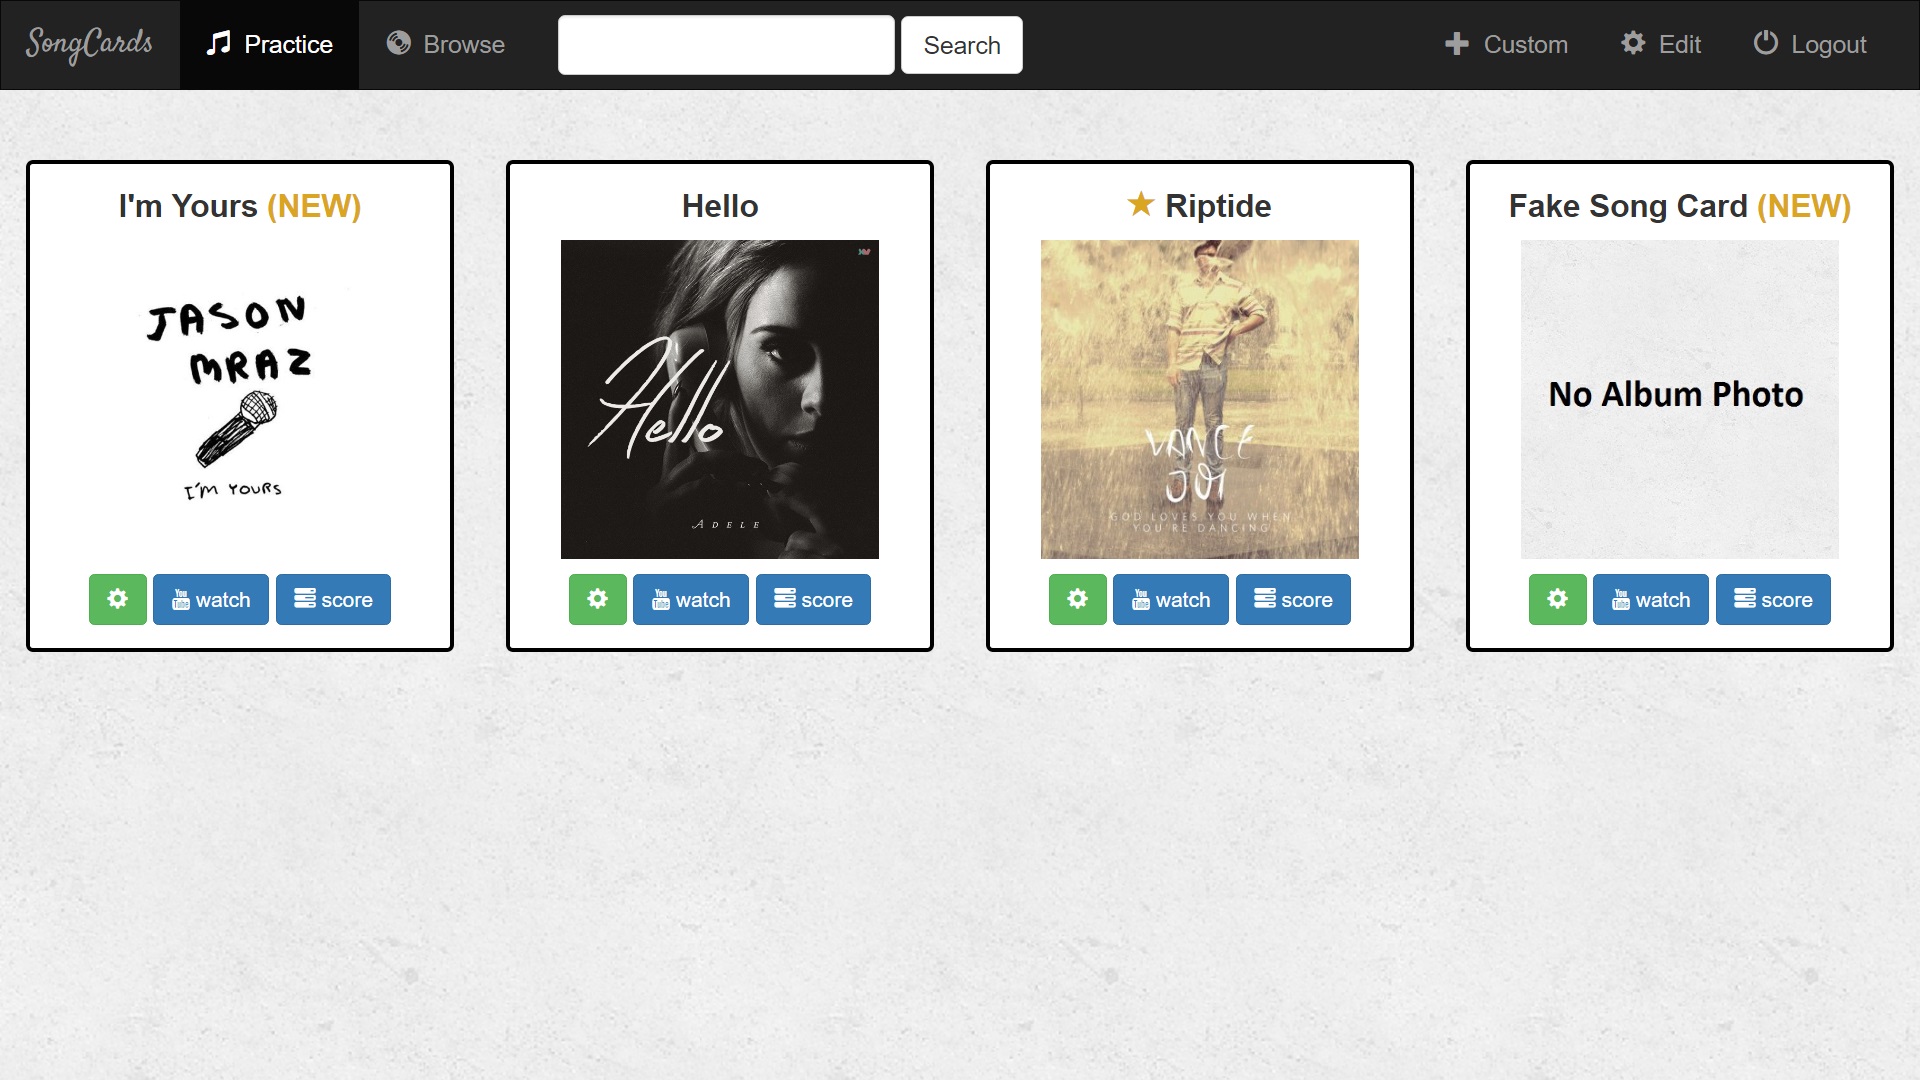 SongCards Practice Browse Search Custom Edit Logout
I'm Yours (NEW)
JASON
MRAZ
I'M YOURS
watch score
Hello
Hello
ADELE
watch score
★ Riptide
VANCE
JOY
GOD LOVES YOU WHEN
YOU'RE DANCING
watch score
Fake Song Card (NEW)
No Album Photo
watch score